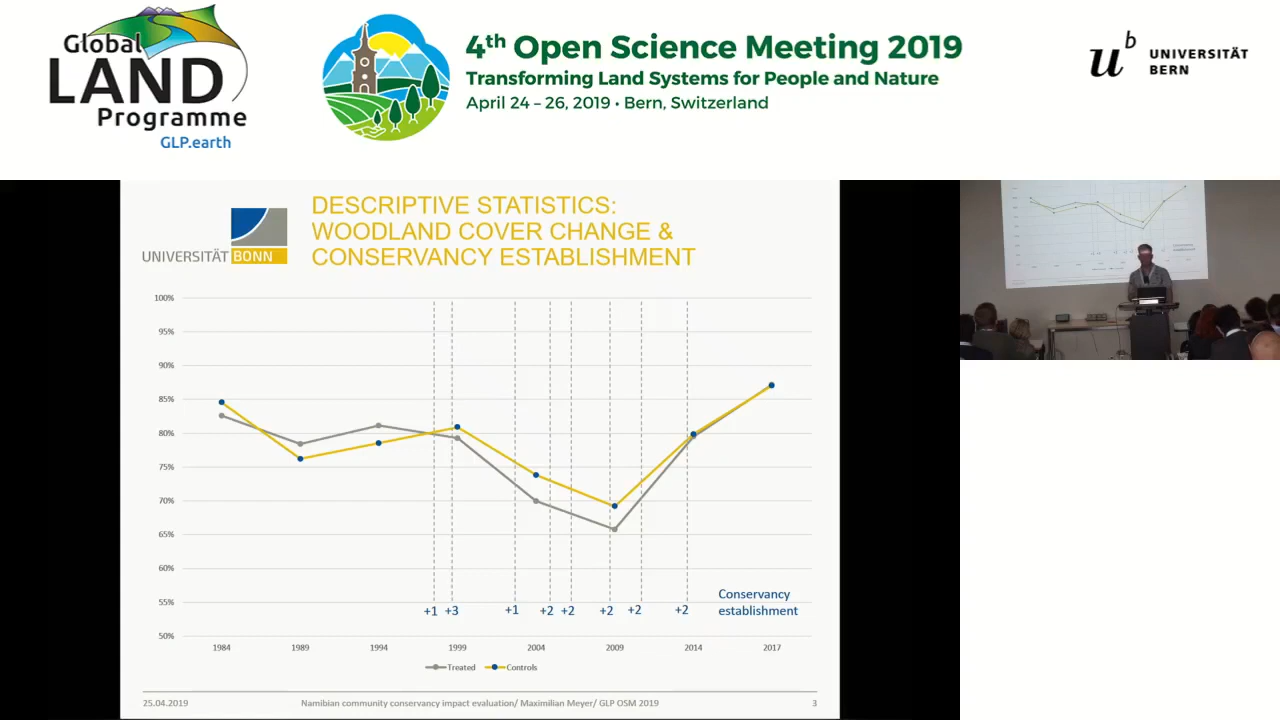 Global
LAND
Programme
GLP.earth
4th Open Science Meeting 2019
Transforming Land Systems for People and Nature
April 24 – 26, 2019 • Bern, Switzerland
u b
UNIVERSITÄT
BERN
UNIVERSITÄT BONN
DESCRIPTIVE STATISTICS:
WOODLAND COVER CHANGE &
CONSERVANCY ESTABLISHMENT
100%
95%
90%
85%
80%
75%
70%
65%
60%
55%
50%
+1 +3 +1 +2 +2 +2 +2 +2
Conservancy
establishment
1984 1989 1994 1999 2004 2009 2014 2017
Treated Controls
25.04.2019 Namibian community conservancy impact evaluation/ Maximilian Meyer/ GLP OSM 2019 3